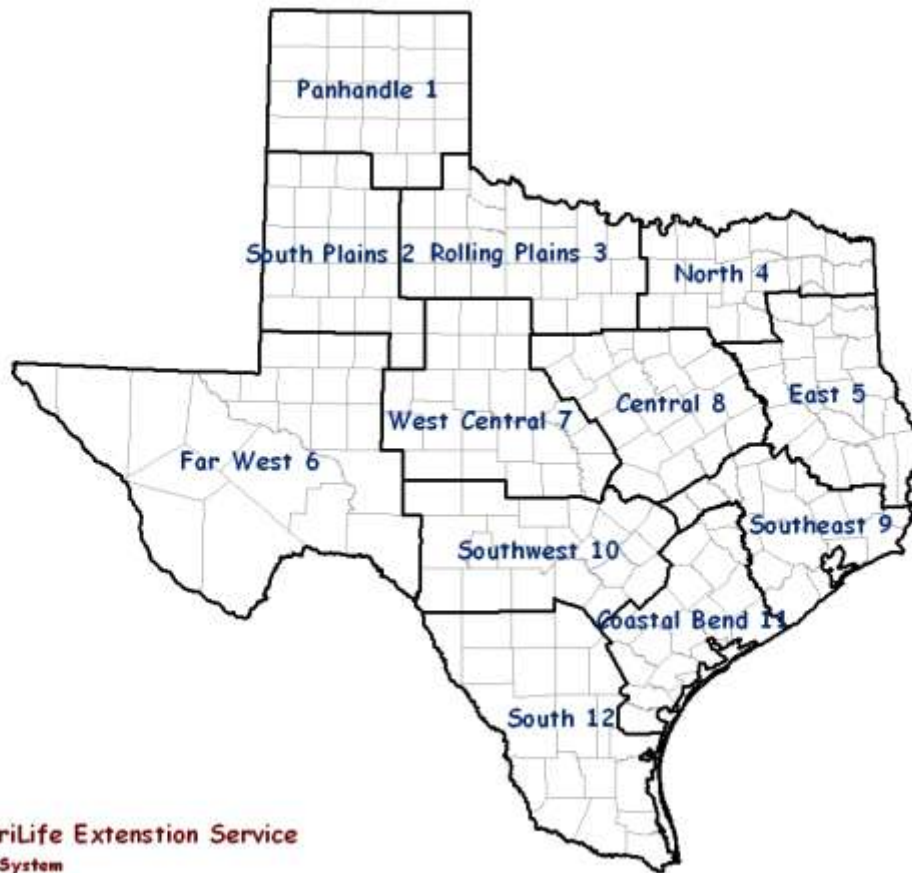 Panhandle 1
South Plains 2
Rolling Plains 3
North 4
East 5
Central 8
West Central 7
Far West 6
Southeast 9
Southwest 10
Coastal Bend 11
South 12
riLife Extenstion Service
System